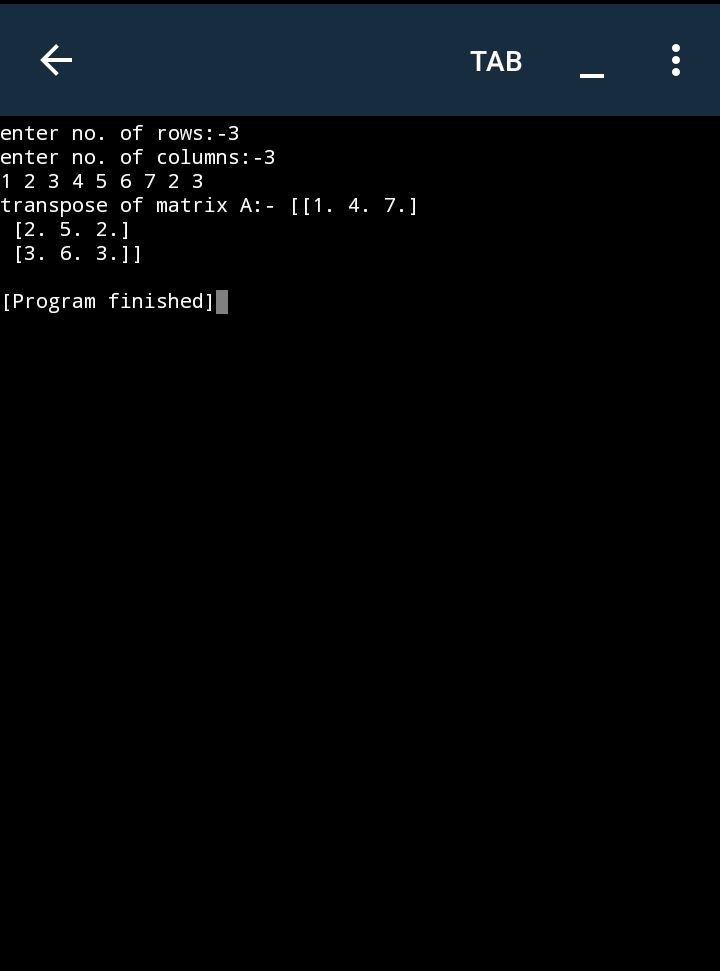 TAB
enter no. of rows:-3
enter no. of columns:-3
1 2 3 4 5 6 7 2 3
transpose of matrix A:- [[1. 4. 7.]
 [2. 5. 2.]
 [3. 6. 3.]]
[Program finished]